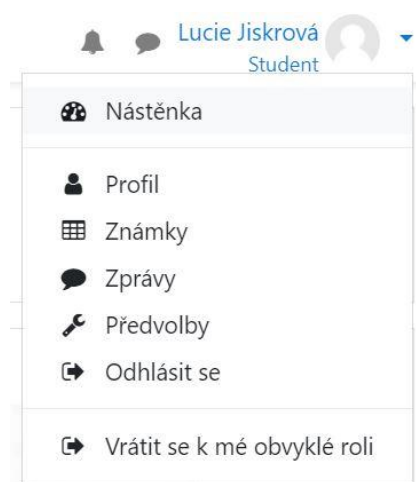 Lucie Jiskrová
Student
Nástěnka
Profil
Známky
Zprávy
Předvolby
Odhlásit se
Vrátit se k mé obvyklé roli